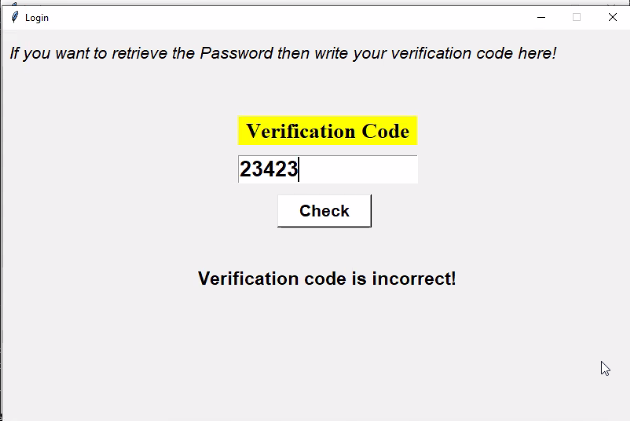 Login
If you want to retrieve the Password then write your verification code here!
Verification Code
23423
Check
Verification code is incorrect!